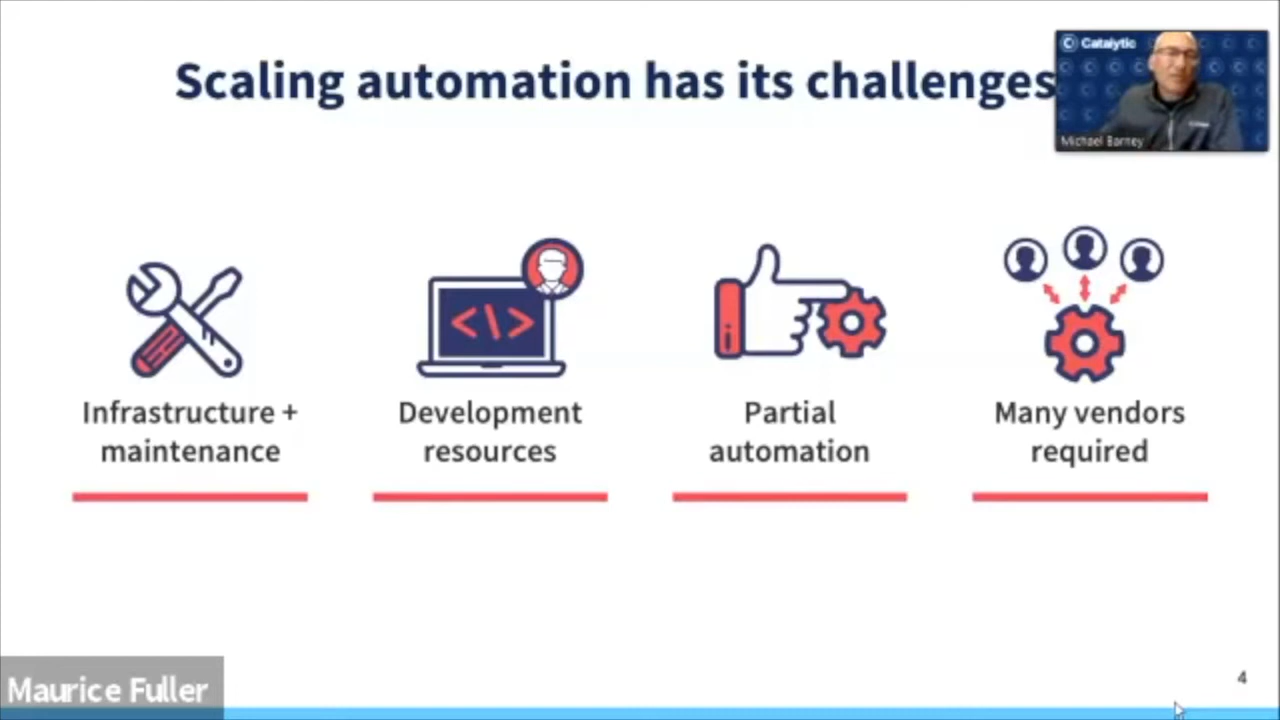 Scaling automation has its challenges
Catalytic
Michael Barney
</>
Infrastructure +
maintenance
Development
resources
Partial
automation
Many vendors
required
4
Maurice Fuller